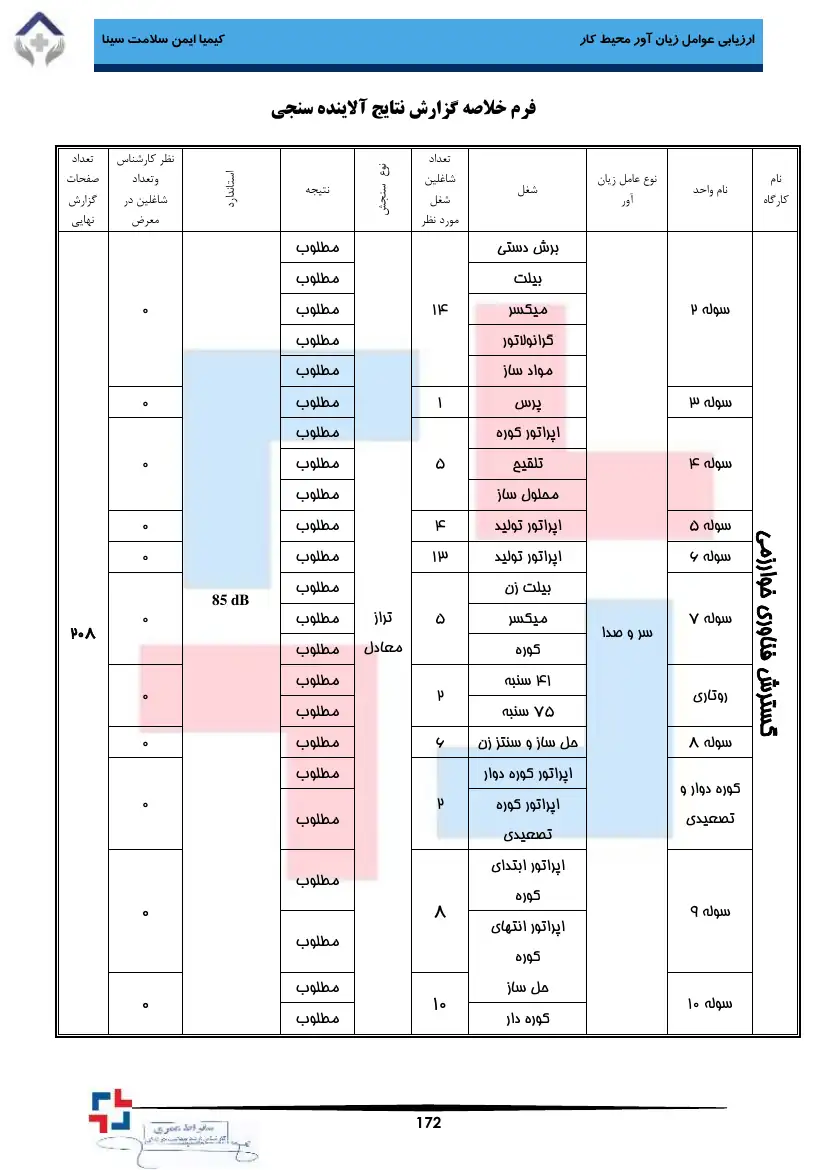 ارزیابی عوامل زیان آور محیط کار
کیمیا ایمن سلامت سینا
فرم خلاصه گزارش نتایج آلاینده سنجی
نام کارگاه
نام واحد
نوع عامل زیان آور
شغل
تعداد شاغلین شغل مورد نظر
نوع سنجش
نتیجه
استاندارد
نظر کارشناس وتعداد شاغلین در معرض
تعداد صفحات گزارش نهایی
گسترش فناوری خوارزمی
سر و صدا
تراز معادل
85 dB
۲۰۸
سوله ۲
برش دستی
۱۴
مطلوب
۰
بیلت
مطلوب
میکسر
مطلوب
گرانولاتور
مطلوب
مواد ساز
مطلوب
سوله ۳
پرس
۱
مطلوب
۰
سوله ۴
اپراتور کوره
۵
مطلوب
۰
تلقیح
مطلوب
محلول ساز
مطلوب
سوله ۵
اپراتور تولید
۴
مطلوب
۰
سوله ۶
اپراتور تولید
۱۳
مطلوب
۰
سوله ۷
بیلت زن
۵
مطلوب
۰
میکسر
مطلوب
کوره
مطلوب
روتاری
۴۱ سنبه
۲
مطلوب
۰
۷۵ سنبه
مطلوب
سوله ۸
حل ساز و سنتز زن
۶
مطلوب
۰
کوره دوار و تصعیدی
اپراتور کوره دوار
۲
مطلوب
۰
اپراتور کوره تصعیدی
مطلوب
سوله ۹
اپراتور ابتدای کوره
۸
مطلوب
۰
اپراتور انتهای کوره
مطلوب
سوله ۱۰
حل ساز
۱۰
مطلوب
۰
کوره دار
مطلوب
172